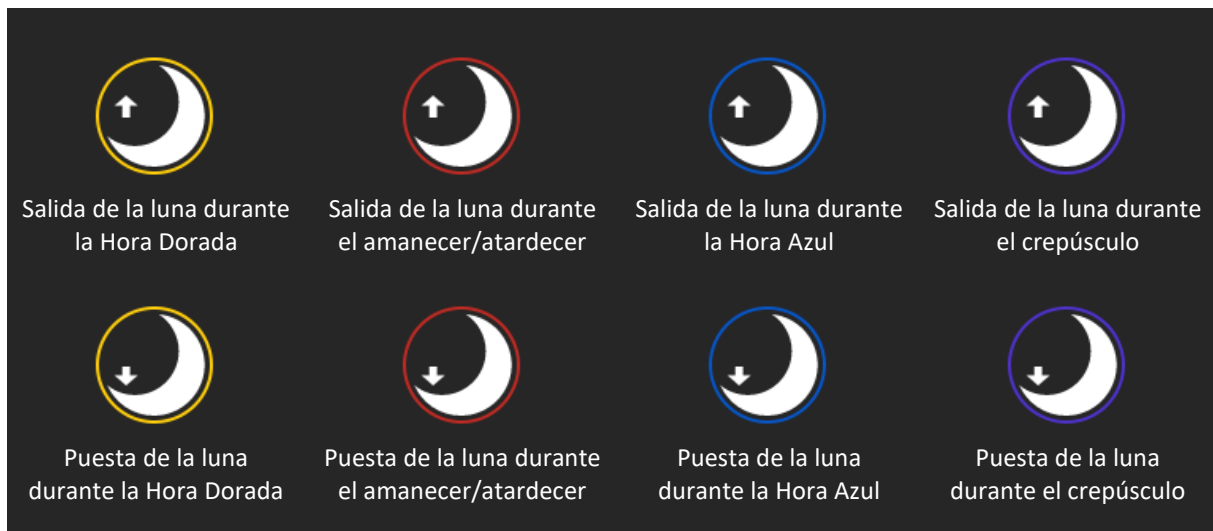 Salida de la luna durante
la Hora Dorada
Salida de la luna durante
el amanecer/atardecer
Salida de la luna durante
la Hora Azul
Salida de la luna durante
el crepúsculo
Puesta de la luna
durante la Hora Dorada
Puesta de la luna durante
el amanecer/atardecer
Puesta de la luna
durante la Hora Azul
Puesta de la luna
durante el crepúsculo